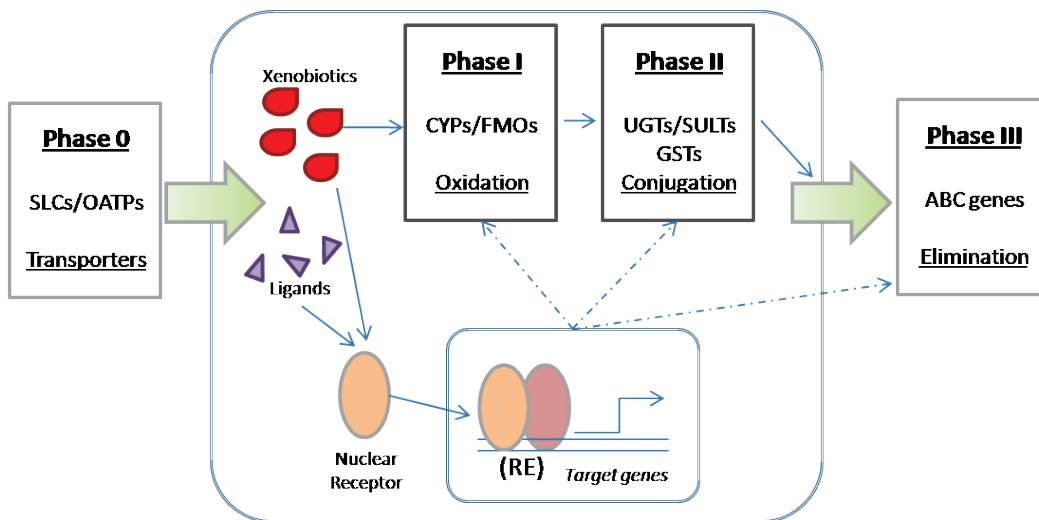 Phase 0
SLCs/OATPs
Transporters
Xenobiotics
Ligands
Phase I
CYPs/FMOs
Oxidation
Phase II
UGTs/SULTs
GSTs
Conjugation
Phase III
ABC genes
Elimination
Nuclear
Receptor
(RE)
Target genes